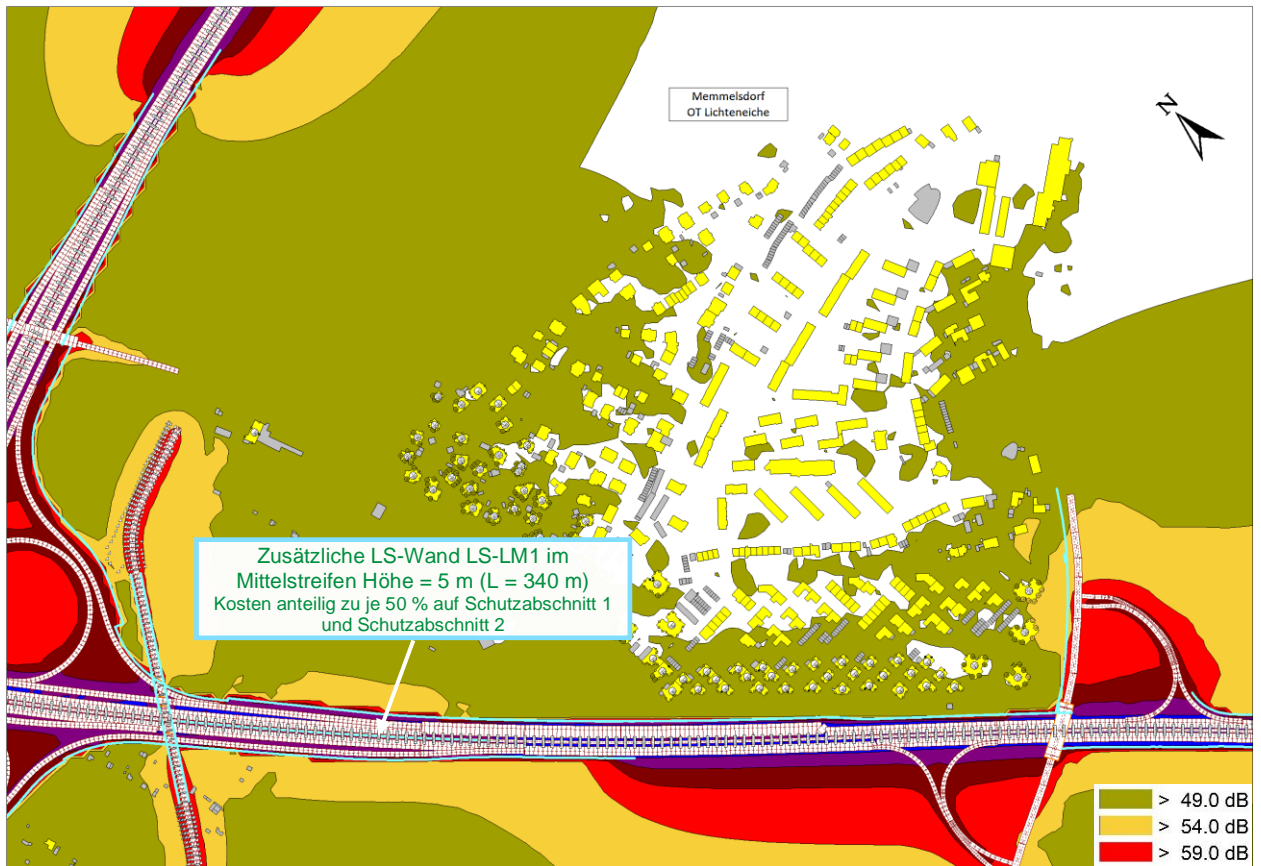 Memmelsdorf
OT Lichteneiche
N
Zusätzliche LS-Wand LS-LM1 im
Mittelstreifen Höhe = 5 m (L = 340 m)
Kosten anteilig zu je 50 % auf Schutzabschnitt 1
und Schutzabschnitt 2
> 49.0 dB
> 54.0 dB
> 59.0 dB